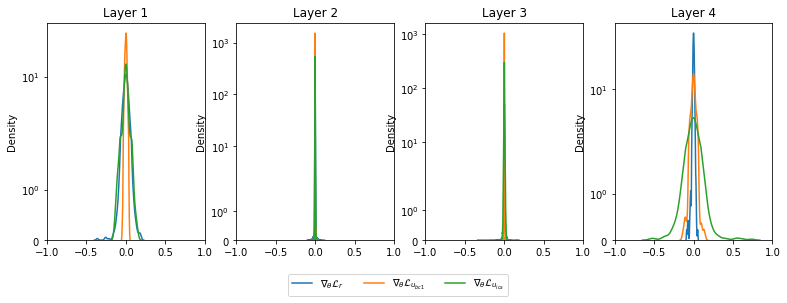 Layer 1 Layer 2 Layer 3 Layer 4
Density Density Density Density
10¹ 10³ 10³ 10¹
10² 10²
10¹ 10¹
10⁰ 10⁰ 10⁰ 10⁰
0 0 0 0
−1.0 −0.5 0.0 0.5 1.0 −1.0 −0.5 0.0 0.5 1.0 −1.0 −0.5 0.0 0.5 1.0 −1.0 −0.5 0.0 0.5 1.0
∇θℒr ∇θℒu_bc1 ∇θℒu_ics